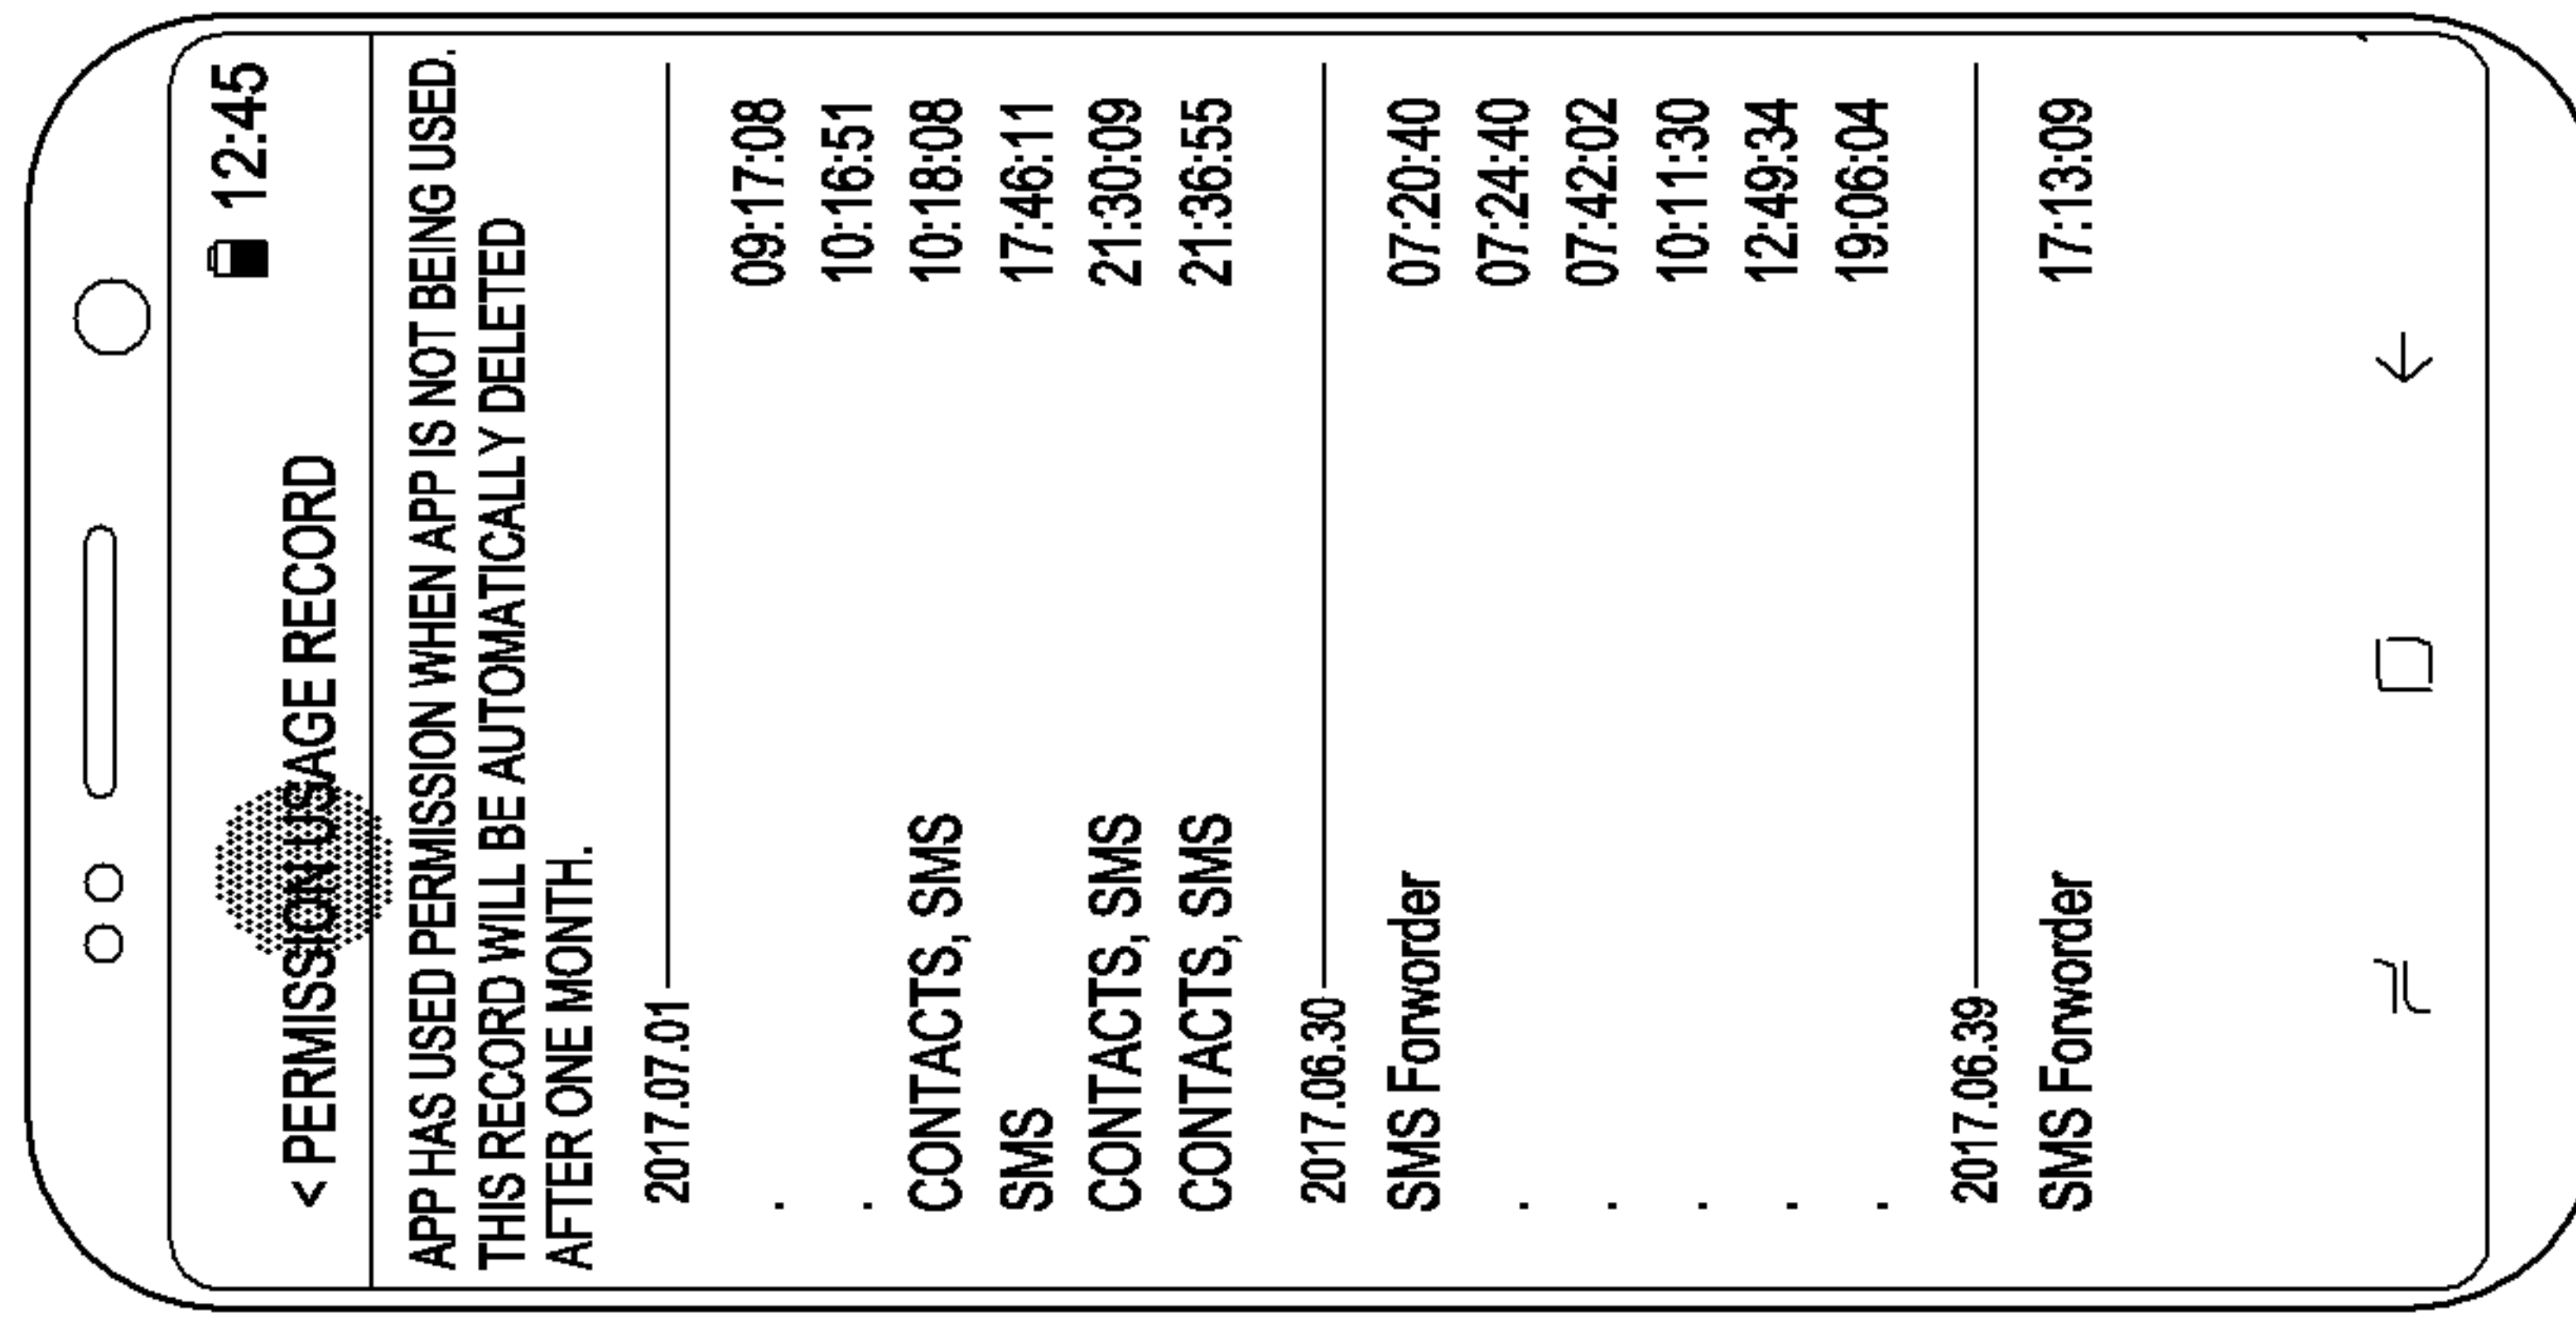 12:45
< PERMISSION USAGE RECORD
APP HAS USED PERMISSION WHEN APP IS NOT BEING USED.
THIS RECORD WILL BE AUTOMATICALLY DELETED
AFTER ONE MONTH.
2017.07.01
. 09:17:08
. 10:16:51
CONTACTS, SMS 10:18:08
SMS 17:46:11
CONTACTS, SMS 21:30:09
CONTACTS, SMS 21:36:55
2017.06.30
SMS Forworder 07:20:40
. 07:24:40
. 07:42:02
. 10:11:30
. 12:49:34
. 19:06:04
2017.06.39
SMS Forworder 17:13:09